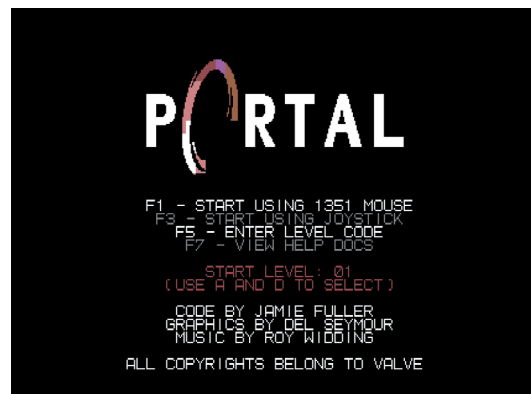 PORTAL
F1 - START USING 1351 MOUSE
F3 - START USING JOYSTICK
F5 - ENTER LEVEL CODE
F7 - VIEW HELP DOCS
START LEVEL: 01
(USE A AND D TO SELECT)
CODE BY JAMIE FULLER
GRAPHICS BY DEL SEYMOUR
MUSIC BY ROY WIDDING
ALL COPYRIGHTS BELONG TO VALVE